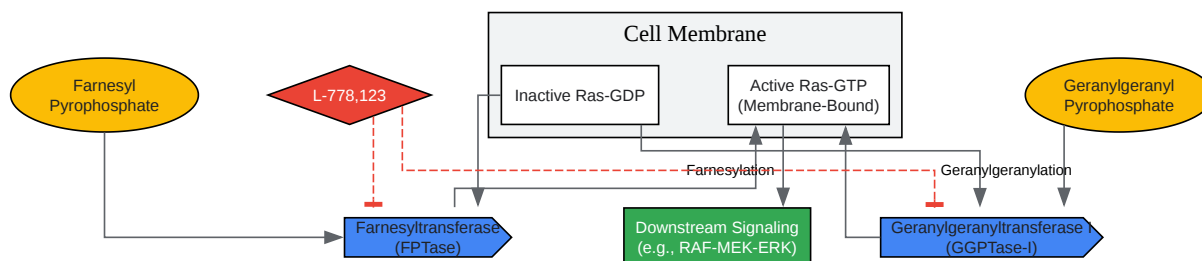 Cell Membrane
Farnesyl
Pyrophosphate
L-778,123
Inactive Ras-GDP
Active Ras-GTP
(Membrane-Bound)
Geranylgeranyl
Pyrophosphate
Farnesylation
Geranylgeranylation
Farnesyltransferase
(FPTase)
Downstream Signaling
(e.g., RAF-MEK-ERK)
Geranylgeranyltransferase I
(GGPTase-I)